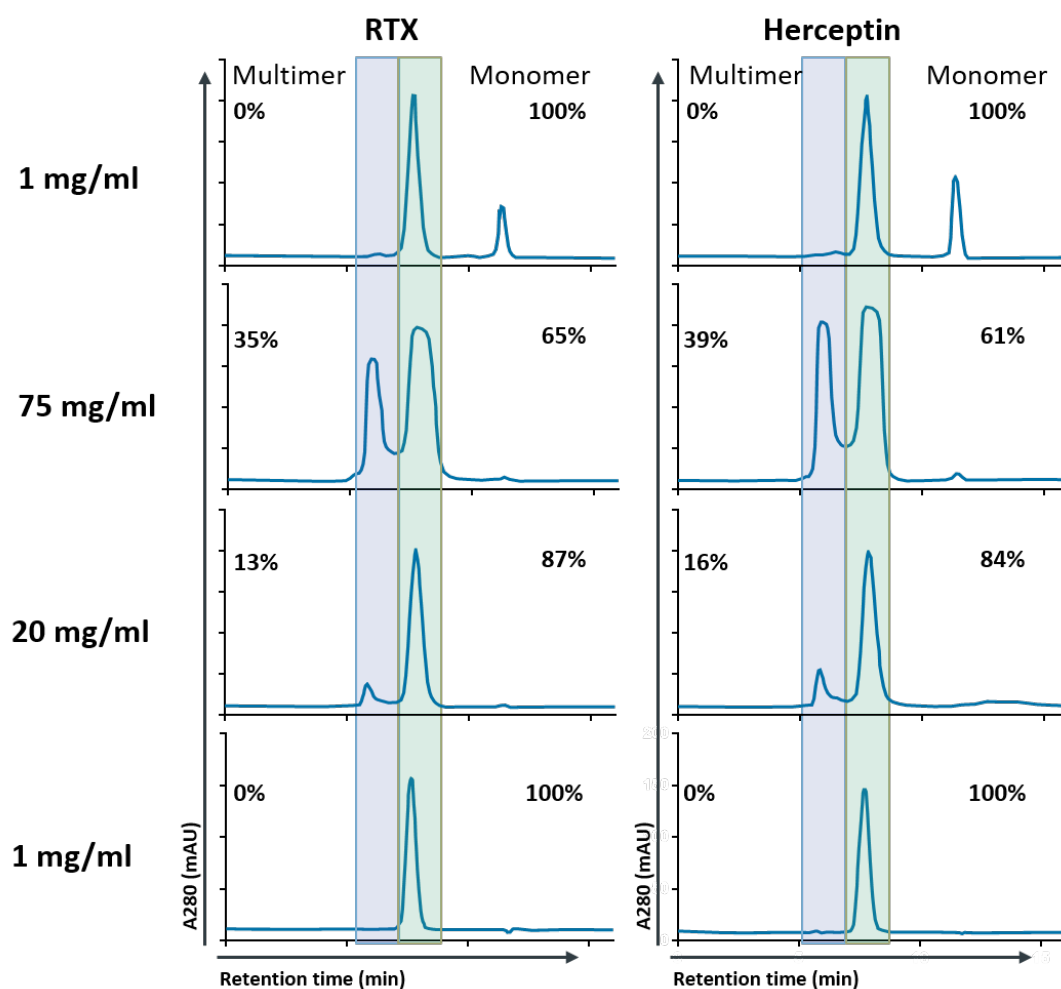 RTX Herceptin
Multimer Monomer Multimer Monomer
0% 100% 0% 100%
1 mg/ml
35% 65% 39% 61%
75 mg/ml
13% 87% 16% 84%
20 mg/ml
0% 100% 0% 100%
1 mg/ml
A280 (mAU) A280 (mAU)
Retention time (min) Retention time (min)